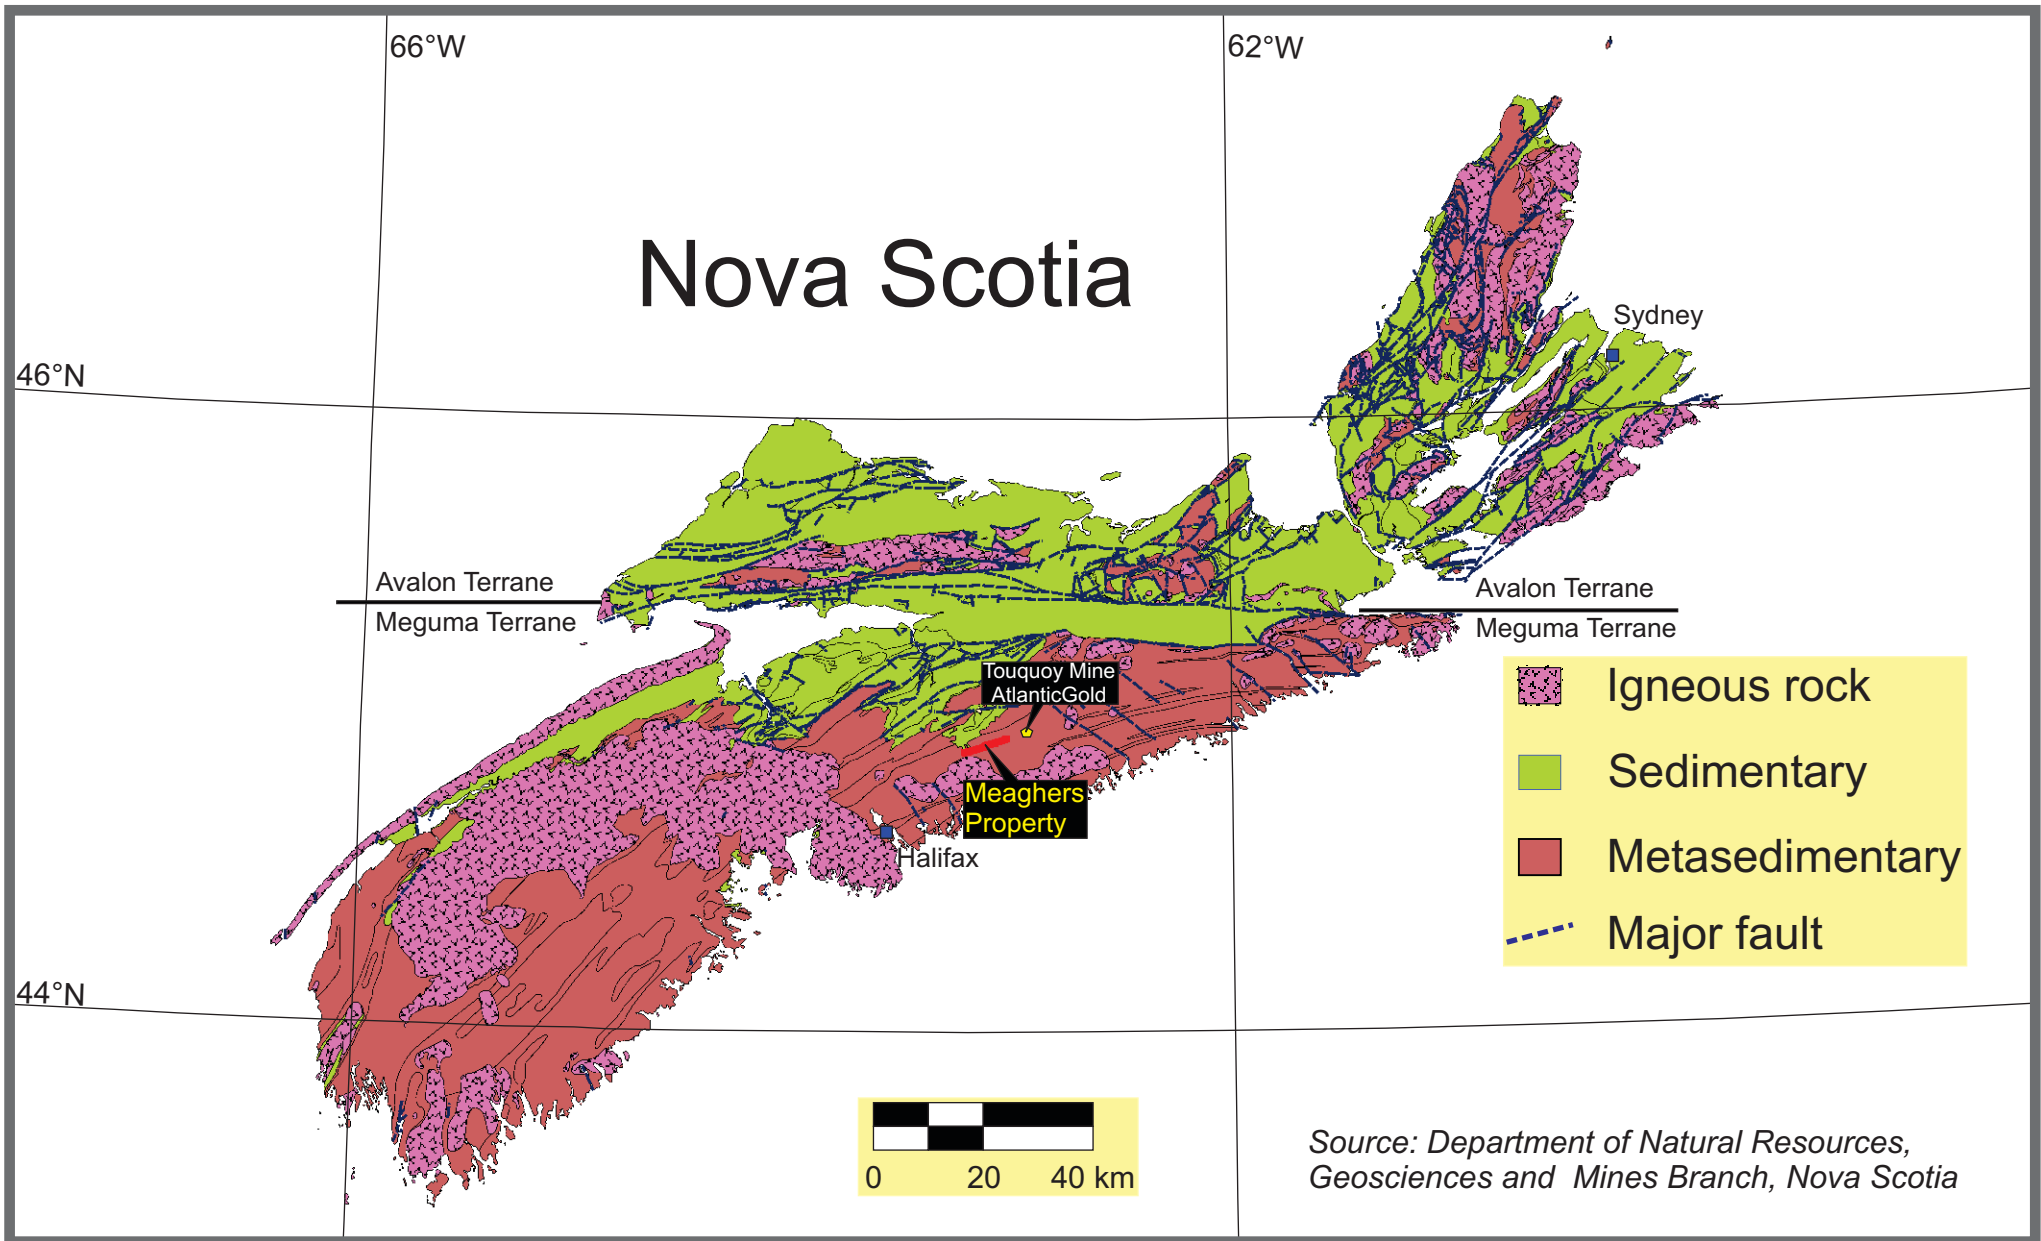 66°W
62°W
Nova Scotia
Sydney
46°N
Avalon Terrane
Meguma Terrane
Avalon Terrane
Meguma Terrane
Touquoy Mine
AtlanticGold
Meaghers
Property
Halifax
Igneous rock
Sedimentary
Metasedimentary
Major fault
44°N
0 20 40 km
Source: Department of Natural Resources,
Geosciences and Mines Branch, Nova Scotia